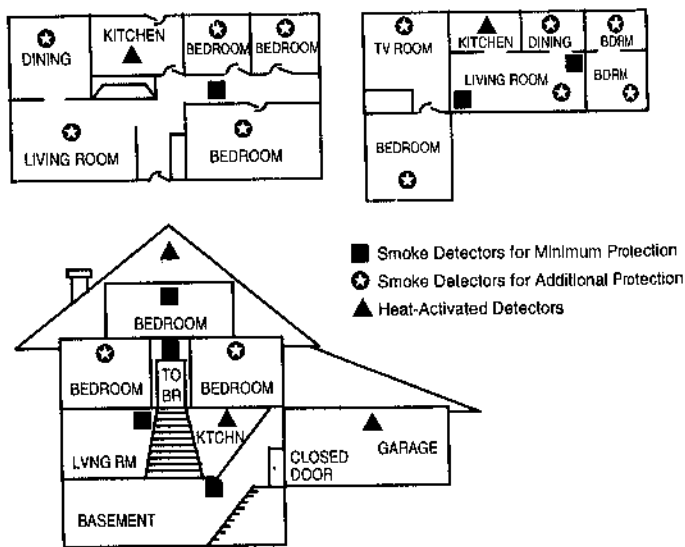 DINING
KITCHEN
BEDROOM
BEDROOM
LIVING ROOM
BEDROOM
TV ROOM
KITCHEN
DINING
BDRM
LIVING ROOM
BDRM
BEDROOM
Smoke Detectors for Minimum Protection
Smoke Detectors for Additional Protection
Heat-Activated Detectors
BEDROOM
BEDROOM
TO
BR
BEDROOM
LVNG RM
KTCHN
CLOSED
DOOR
GARAGE
BASEMENT